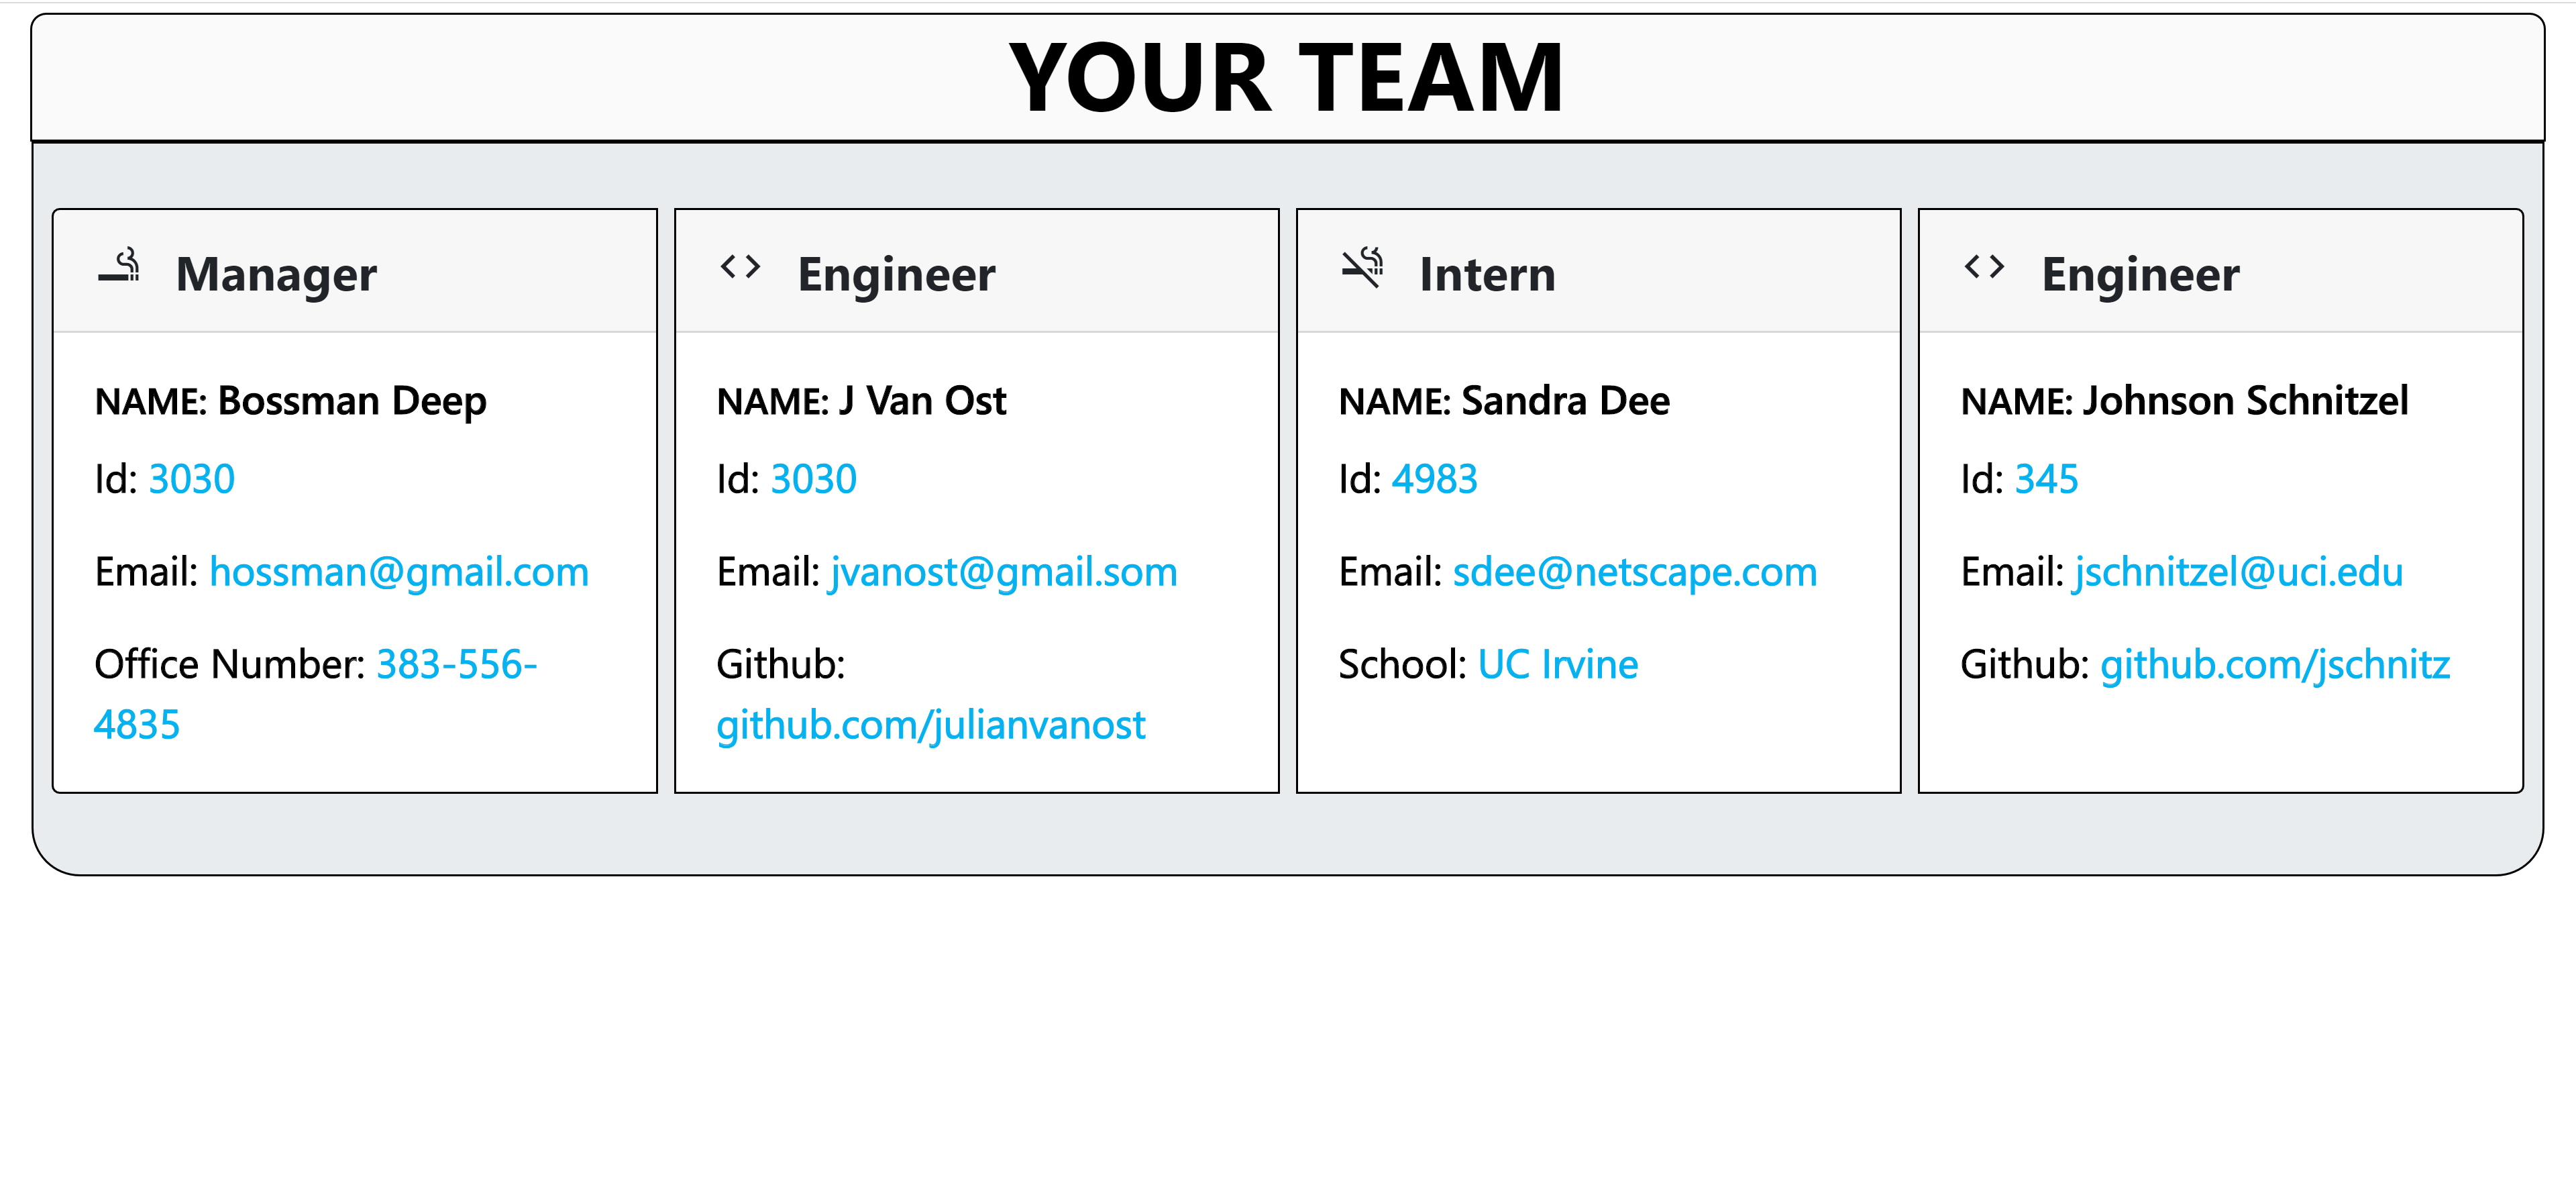 YOUR TEAM
Manager
NAME: Bossman Deep
Id: 3030
Email: hossman@gmail.com
Office Number: 383-556-
4835
Engineer
NAME: J Van Ost
Id: 3030
Email: jvanost@gmail.som
Github:
github.com/julianvanost
Intern
NAME: Sandra Dee
Id: 4983
Email: sdee@netscape.com
School: UC Irvine
Engineer
NAME: Johnson Schnitzel
Id: 345
Email: jschnitzel@uci.edu
Github: github.com/jschnitz